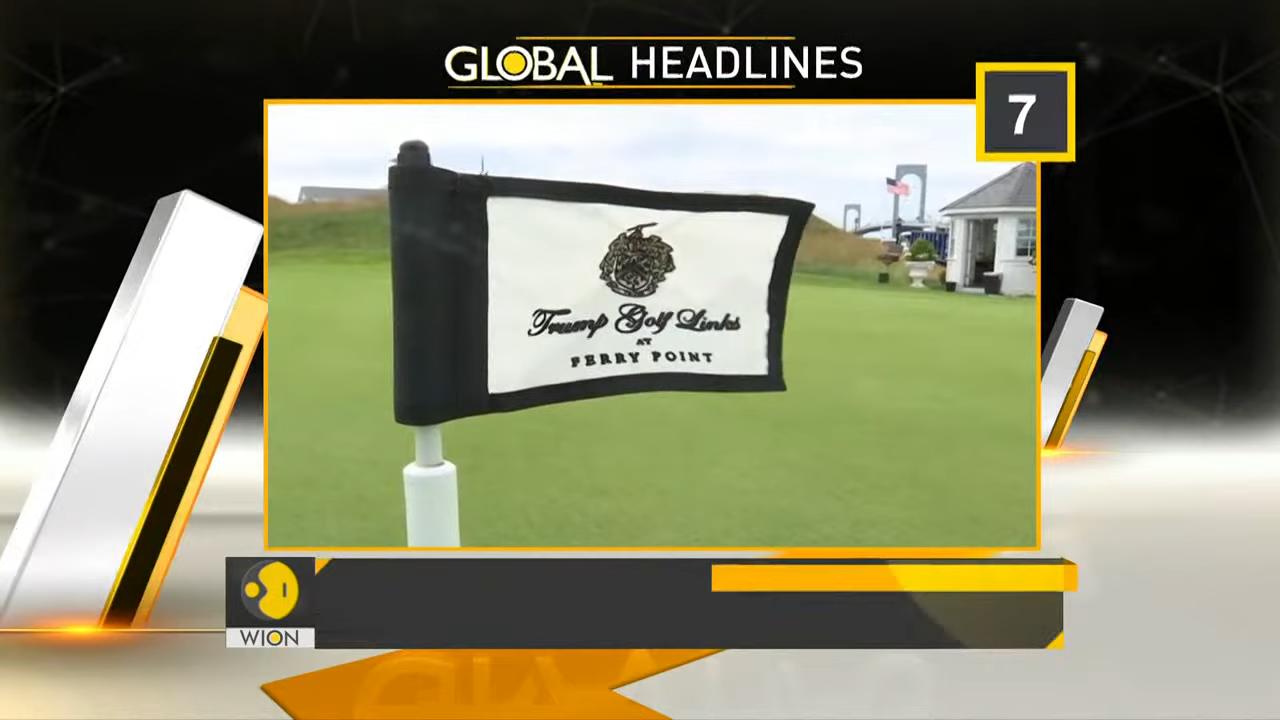 GLOBAL HEADLINES
7
Trump Golf Links
AT
FERRY POINT
WION